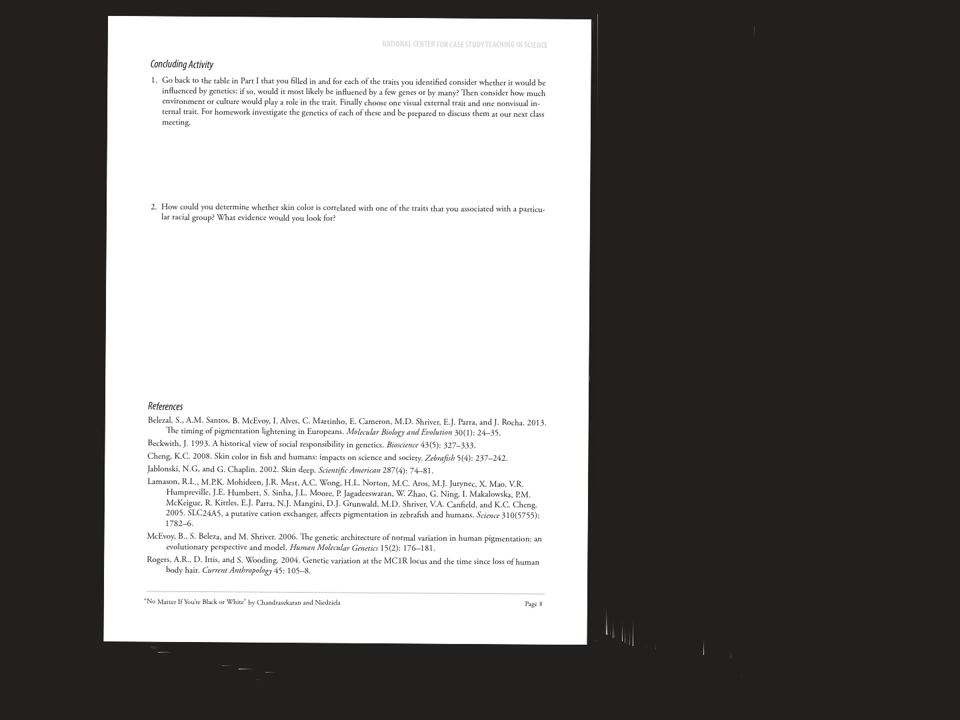 NATIONAL CENTER FOR CASE STUDY TEACHING IN SCIENCE
Concluding Activity
1. Go back to the table in Part I that you filled in and for each of the traits you identified consider whether it would be
influenced by genetics; if so, would it most likely be influenced by a few genes or by many? Then consider how much
environment or culture would play a role in the trait. Finally choose one visual external trait and one nonvisual in-
ternal trait. For homework investigate the genetics of each of these and be prepared to discuss them at our next class
meeting.
2. How could you determine whether skin color is correlated with one of the traits that you associated with a particu-
lar racial group? What evidence would you look for?
References
Belezal, S., A.M. Santos, B. McEvoy, I. Alves, C. Martinho, E. Cameron, M.D. Shriver, E.J. Parra, and J. Rocha. 2013.
The timing of pigmentation lightening in Europeans. Molecular Biology and Evolution 30(1): 24–35.
Beckwith, J. 1993. A historical view of social responsibility in genetics. Bioscience 43(5): 327–333.
Cheng, K.C. 2008. Skin color in fish and humans: impacts on science and society. Zebrafish 5(4): 237–242.
Jablonski, N.G, and G. Chaplin. 2002. Skin deep. Scientific American 287(4): 74–81.
Lamason, R.L., M.P.K. Mohideen, J.R. Mest, A.C. Wong, H.L. Norton, M.C. Aros, M.J. Jurynec, X. Mao, V.R.
Humpreville, J.E. Humbert, S. Sinha, J.L. Moore, P. Jagadeeswaran, W. Zhao, G. Ning, I. Makalowska, P.M.
McKeigue, R. Kittles, E.J. Parra, N.J. Mangini, D.J. Grunwald, M.D. Shriver, V.A. Canfield, and K.C. Cheng.
2005. SLC24A5, a putative cation exchanger, affects pigmentation in zebrafish and humans. Science 310(5755):
1782–6.
McEvoy, B., S. Beleza, and M. Shriver. 2006. The genetic architecture of normal variation in human pigmentation: an
evolutionary perspective and model. Human Molecular Genetics 15(2): 176–181.
Rogers, A.R., D. Ittis, and S. Wooding. 2004. Genetic variation at the MC1R locus and the time since loss of human
body hair. Current Anthropology 45: 105–8.
"No Matter If You're Black or White" by Chandrasekaran and Niedziela
Page 8